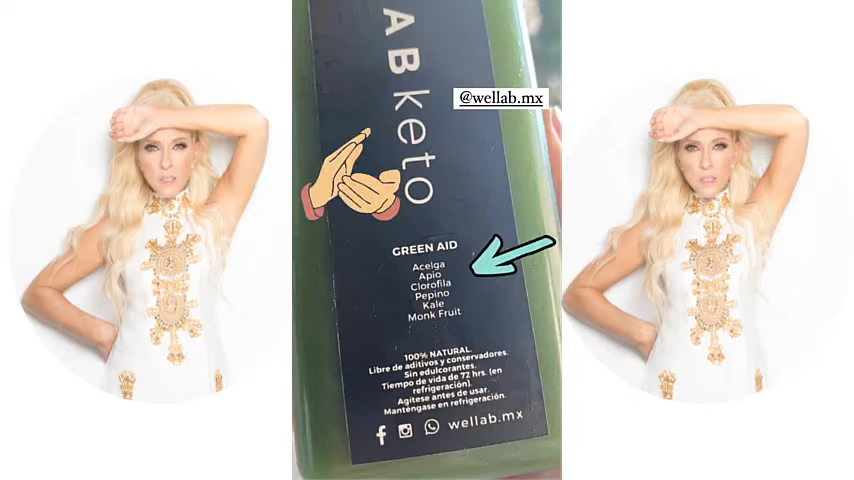 ABketo
@wellab.mx
GREEN AID
Acelga
Apio
Clorofila
Pepino
Kale
Monk Fruit
100% NATURAL.
Libre de aditivos y conservadores.
Sin edulcorantes.
Tiempo de vida de 72 hrs. (en
refrigeración).
Agítese antes de usar.
Manténgase en refrigeración.
wellab.mx